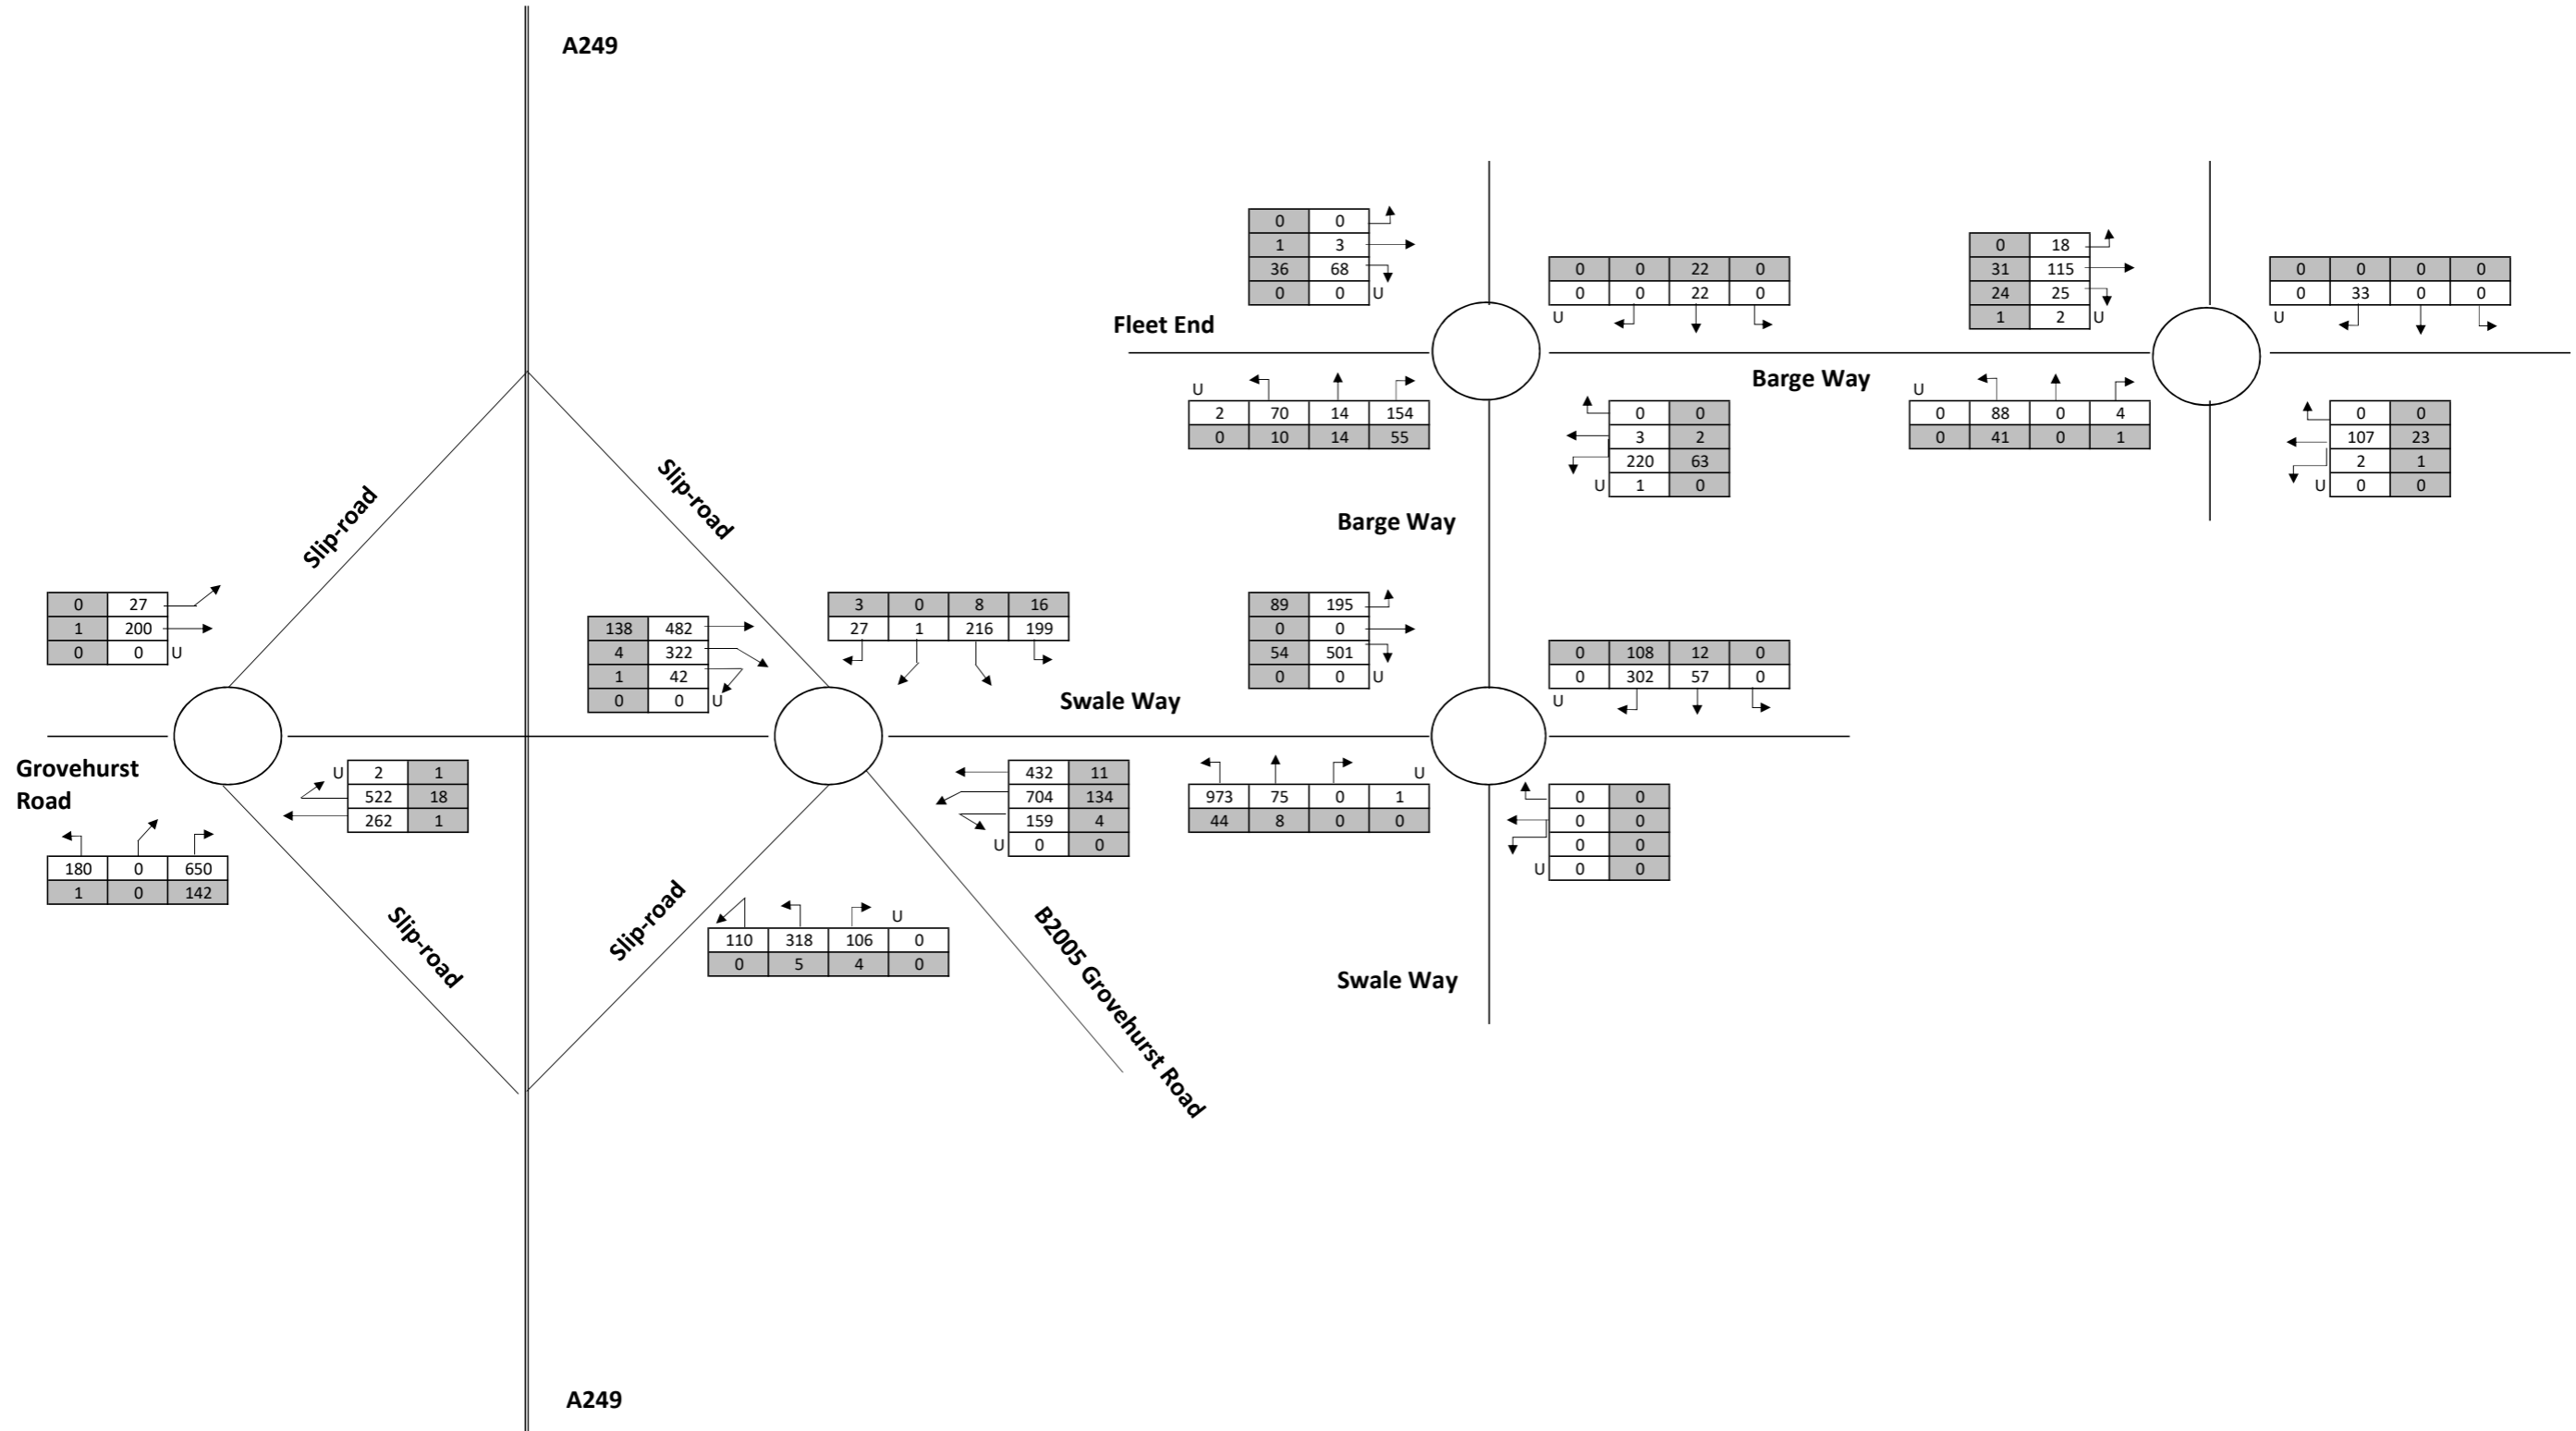 A249
0 0
1 3
36 68
0 0 U
0 0 22 0
0 0 22 0
U
0 18
31 115
24 25
1 2 U
0 0 0 0
0 33 0 0
U
Fleet End
Barge Way
U
2 70 14 154
0 10 14 55
0 0
3 2
220 63
U 1 0
U
0 88 0 4
0 41 0 1
0 0
107 23
2 1
U 0 0
Slip-road
Slip-road
Barge Way
0 27
1 200
0 0 U
138 482
4 322
1 42
0 0 U
3 0 8 16
27 1 216 199
Swale Way
89 195
0 0
54 501
0 0 U
0 108 12 0
0 302 57 0
U
Grovehurst
Road
U 2 1
522 18
262 1
180 0 650
1 0 142
432 11
704 134
159 4
U 0 0
U
973 75 0 1
44 8 0 0
0 0
0 0
0 0
U 0 0
Slip-road
Slip-road
U
110 318 106 0
0 5 4 0
B2005 Grovehurst Road
Swale Way
A249